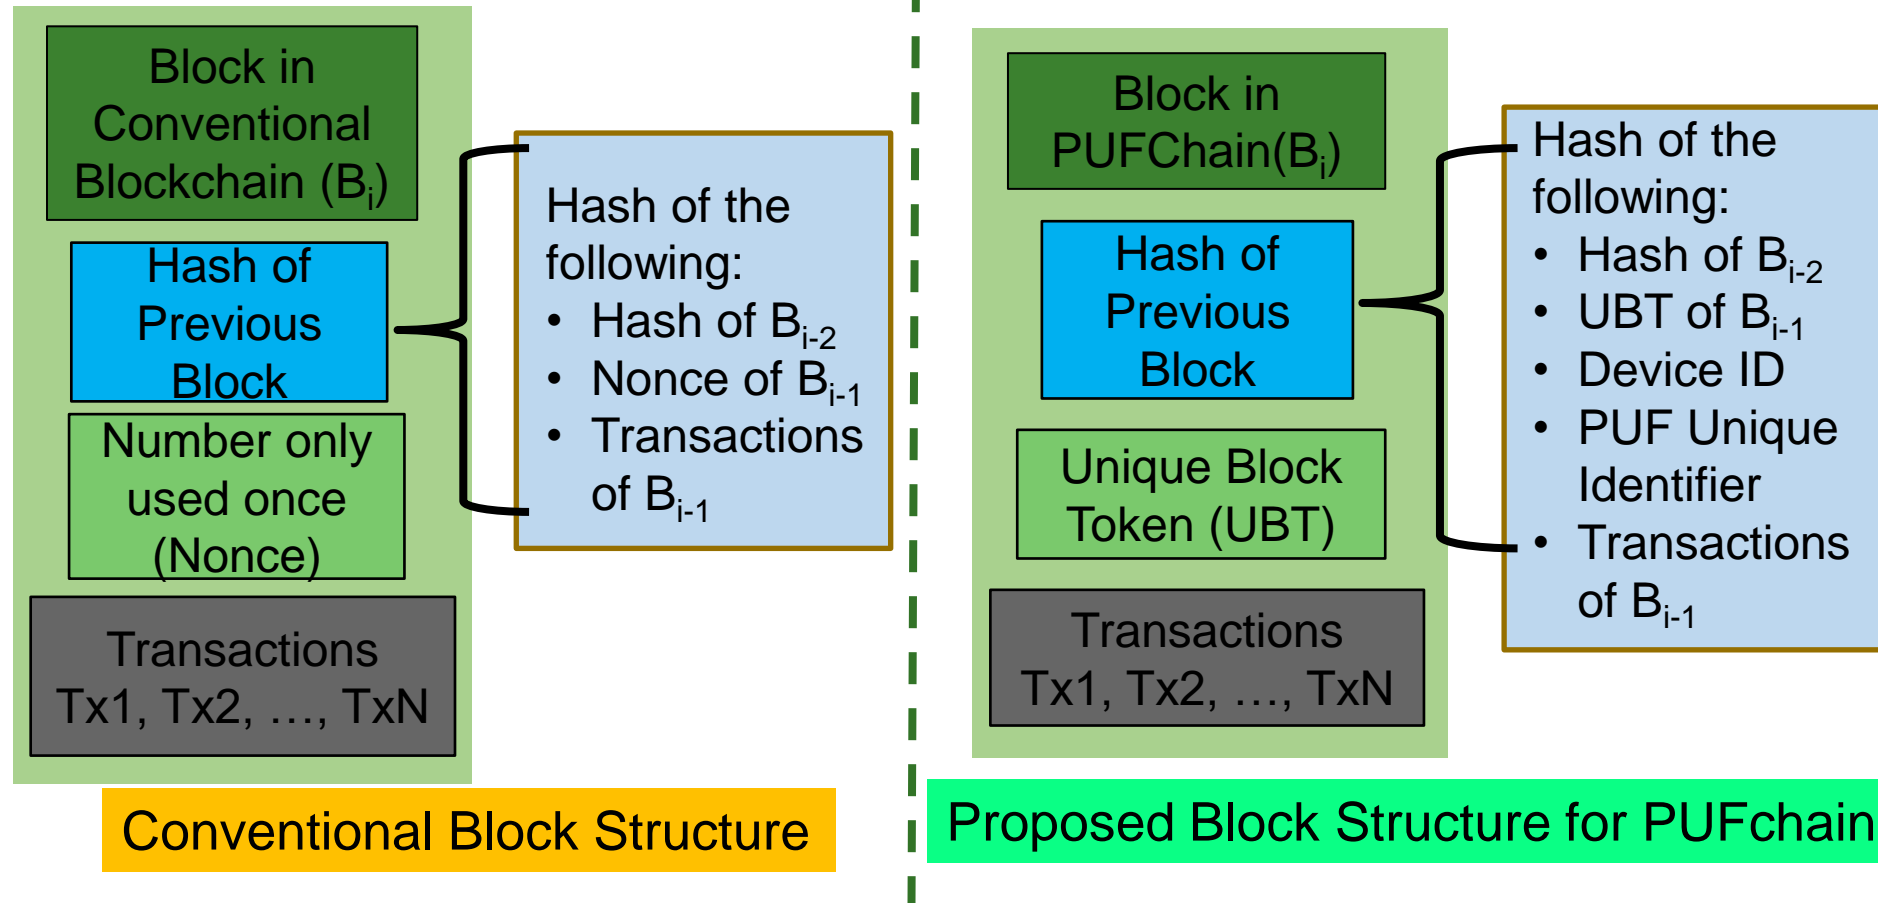 Block in
Conventional
Blockchain (Bᵢ)
Hash of
Previous
Block
Number only
used once
(Nonce)
Transactions
Tx1, Tx2, …, TxN
Hash of the
following:
• Hash of Bᵢ₋₂
• Nonce of Bᵢ₋₁
• Transactions
of Bᵢ₋₁
Conventional Block Structure
Block in
PUFChain(Bᵢ)
Hash of
Previous
Block
Unique Block
Token (UBT)
Transactions
Tx1, Tx2, …, TxN
Hash of the
following:
• Hash of Bᵢ₋₂
• UBT of Bᵢ₋₁
• Device ID
• PUF Unique
Identifier
• Transactions
of Bᵢ₋₁
Proposed Block Structure for PUFchain